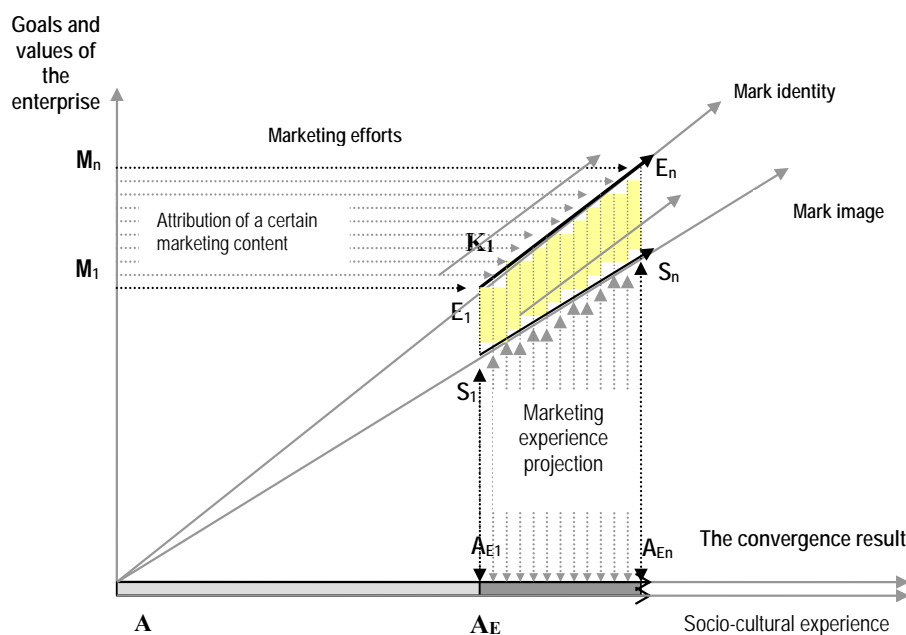 Goals and
values of
the
enterprise
Mark identity
Marketing efforts
Mn
En
Attribution of a certain
marketing content
Mark image
K1
M1
Sn
E1
S1
Marketing
experience
projection
AE1
AEn
The convergence result
A
AE
Socio-cultural experience